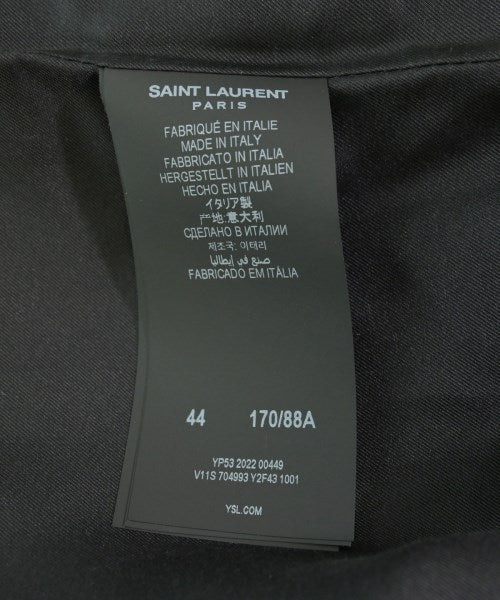 SAINT LAURENT
PARIS
FABRIQUÉ EN ITALIE
MADE IN ITALY
FABBRICATO IN ITALIA
HERGESTELLT IN ITALIEN
HECHO EN ITALIA
イタリア製
产地:意大利
СДЕЛАНО В ИТАЛИИ
제조국: 이태리
صنع في إيطاليا
FABRICADO EM ITÀLIA
44 170/88A
YP53 2022 00449
V11S 704993 Y2F43 1001
YSL.COM